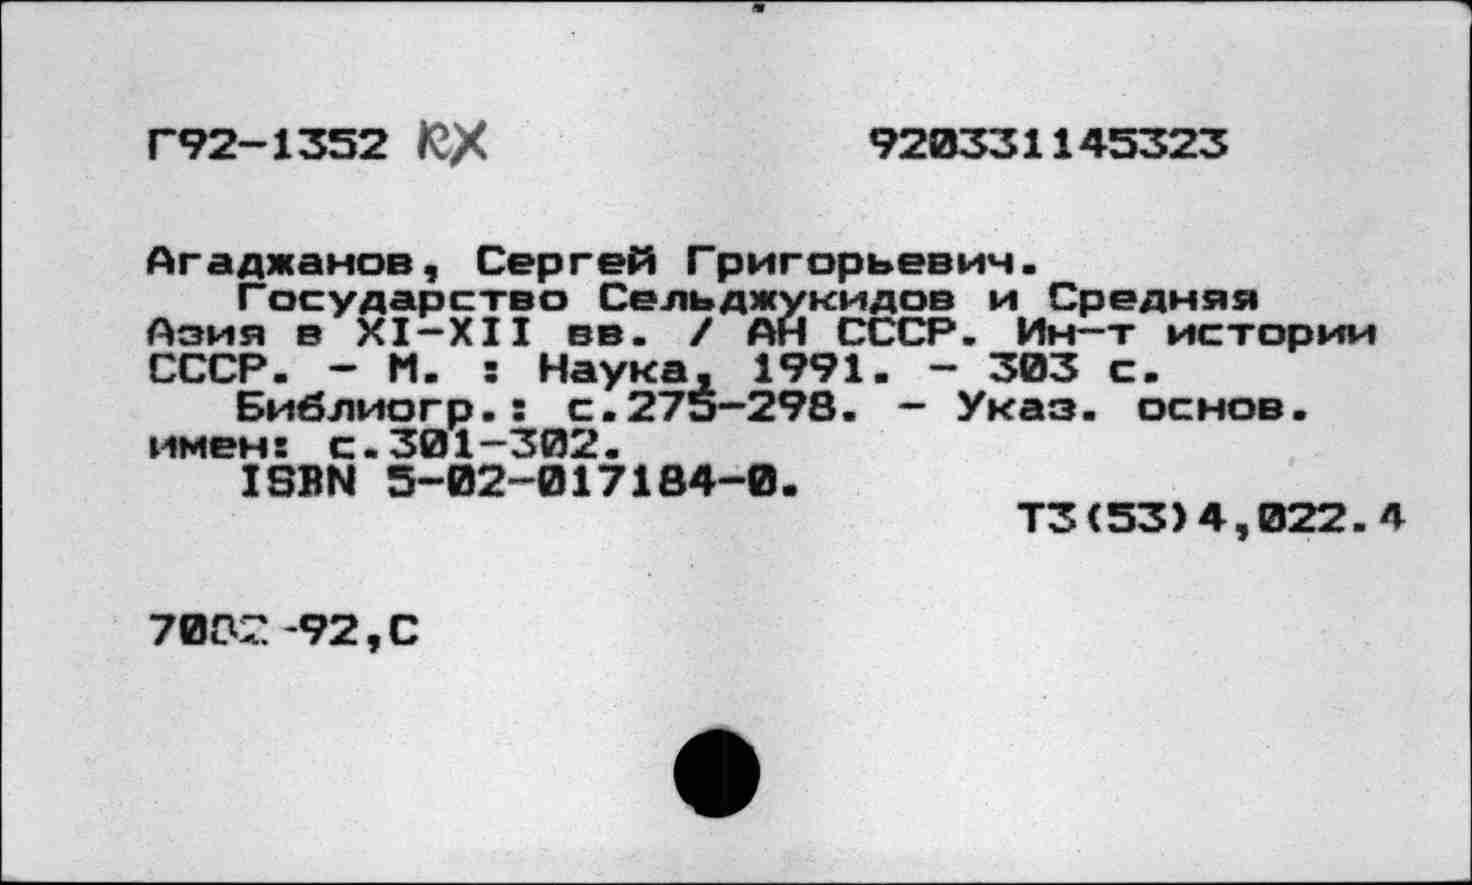 Г92-1352 КХ 920331145323
Агаджанов, Сергей Григорьевич.
Государство Сельджукидов и Средняя
Азия в XI-XII вв. / АН СССР. Ин-т истории
СССР. - М. : Наука, 1991. - 303 с.
Библиогр.: с.275-298. - Указ. основ.
имен: с.301-302.
ISBN 5-02-017184-0.
Т3(53)4,022.4
7002-92,С